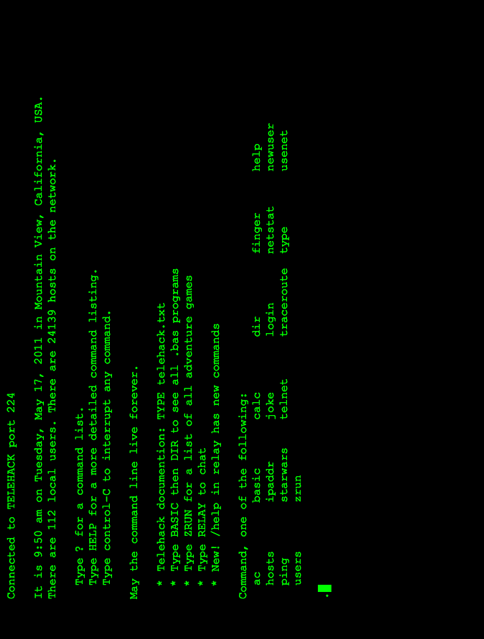 Connected to TELEHACK port 224
It is 9:50 am on Tuesday, May 17, 2011 in Mountain View, California, USA.
There are 112 local users. There are 24139 hosts on the network.
Type ? for a command list.
Type HELP for a more detailed command listing.
Type control-C to interrupt any command.
May the command line live forever.
* Telehack documention: TYPE telehack.txt
* Type BASIC then DIR to see all .bas programs
* Type ZRUN for a list of all adventure games
* Type RELAY to chat
* New! /help in relay has new commands
Command, one of the following:
ac basic calc dir finger help
hosts ipaddr joke login netstat newuser
ping starwars telnet traceroute type usenet
users zrun
.